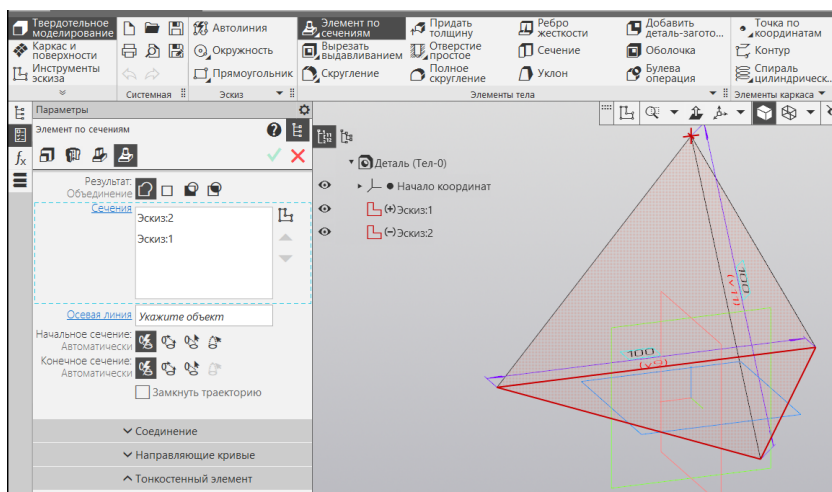 Твердотельное моделирование
Каркас и поверхности
Инструменты эскиза
Системная
Автолиния
Окружность
Прямоугольник
Эскиз
Элемент по сечениям
Вырезать выдавливанием
Скругление
Придать толщину
Отверстие простое
Полное скругление
Ребро жесткости
Сечение
Уклон
Добавить деталь-загото...
Оболочка
Булева операция
Элементы тела
Точка по координатам
Контур
Спираль цилиндрическ...
Элементы каркаса
Параметры
Элемент по сечениям
Результат:
Объединение
Сечения
Эскиз:2
Эскиз:1
Осевая линия
Укажите объект
Начальное сечение:
Автоматически
Конечное сечение:
Автоматически
Замкнуть траекторию
Соединение
Направляющие кривые
Тонкостенный элемент
Деталь (Тел-0)
Начало координат
(+)Эскиз:1
(-)Эскиз:2
100
(v11)
100
(v9)